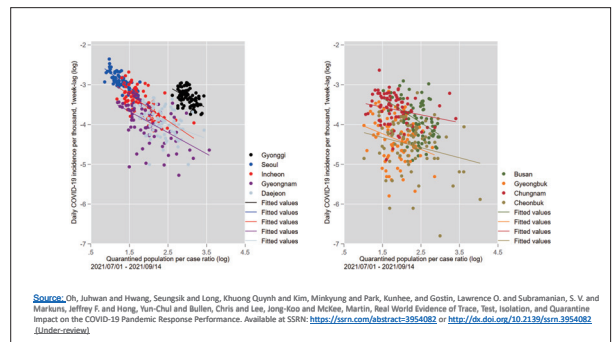 -2
-3
-4
-5
-6
-7
Daily COVID-19 incidence per thousand, 1week-lag (log)
.5 1.5 2.5 3.5 4.5
Quarantined population per case ratio (log)
2021/07/01 - 2021/09/14
Gyonggi
Seoul
Incheon
Gyeongnam
Daejeon
Fitted values
Fitted values
Fitted values
Fitted values
Fitted values
-2
-3
-4
-5
-6
-7
Daily COVID-19 incidence per thousand, 1week-lag (log)
.5 1.5 2.5 3.5 4.5
Quarantined population per case ratio (log)
2021/07/01 - 2021/09/14
Busan
Gyeongbuk
Chungnam
Cheonbuk
Fitted values
Fitted values
Fitted values
Fitted values
Source: Oh, Juhwan and Hwang, Seungsik and Long, Khuong Quynh and Kim, Minkyung and Park, Kunhee, and Gostin, Lawrence O. and Subramanian, S. V. and
Markuns, Jeffrey F. and Hong, Yun-Chul and Bullen, Chris and Lee, Jong-Koo and McKee, Martin, Real World Evidence of Trace, Test, Isolation, and Quarantine
Impact on the COVID-19 Pandemic Response Performance. Available at SSRN: https://ssrn.com/abstract=3954082 or http://dx.doi.org/10.2139/ssrn.3954082
(Under-review)